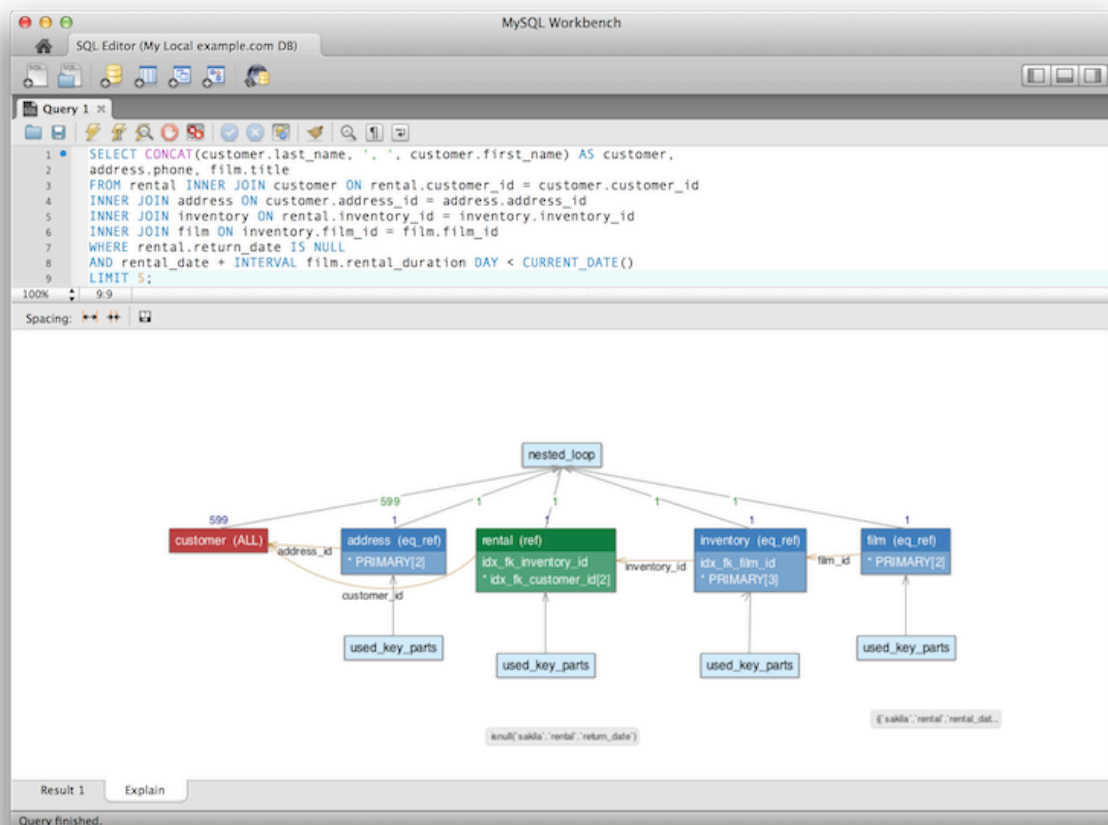 MySQL Workbench
SQL Editor (My Local example.com DB)
Query 1
1 SELECT CONCAT(customer.last_name, ', ', customer.first_name) AS customer,
2 address.phone, film.title
3 FROM rental INNER JOIN customer ON rental.customer_id = customer.customer_id
4 INNER JOIN address ON customer.address_id = address.address_id
5 INNER JOIN inventory ON rental.inventory_id = inventory.inventory_id
6 INNER JOIN film ON inventory.film_id = film.film_id
7 WHERE rental.return_date IS NULL
8 AND rental_date + INTERVAL film.rental_duration DAY < CURRENT_DATE()
9 LIMIT 5;
100% 9:9
Spacing:
nested_loop
599 1 1 1 1
599 1 1 1 1
customer (ALL) address (eq_ref) rental (ref) inventory (eq_ref) film (eq_ref)
address_id * PRIMARY[2] idx_fk_inventory_id inventory_id idx_fk_film_id film_id * PRIMARY[2]
* idx_fk_customer_id[2] * PRIMARY[3]
customer_id
used_key_parts used_key_parts used_key_parts used_key_parts
((`sakila`.`rental`.`rental_dat...
isnull(`sakila`.`rental`.`return_date`)
Result 1 Explain
Query finished.